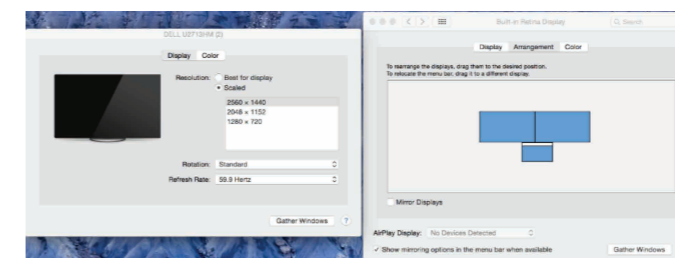 DELL U2713HM (2)
Display Color
Resolution: Best for display
Scaled
2560 × 1440
2048 × 1152
1280 × 720
Rotation: Standard
Refresh Rate: 59.9 Hertz
Gather Windows ?
Built-in Retina Display
Search
Display Arrangement Color
To rearrange the displays, drag them to the desired position.
To relocate the menu bar, drag it to a different display.
Mirror Displays
AirPlay Display: No Devices Detected
Show mirroring options in the menu bar when available
Gather Windows